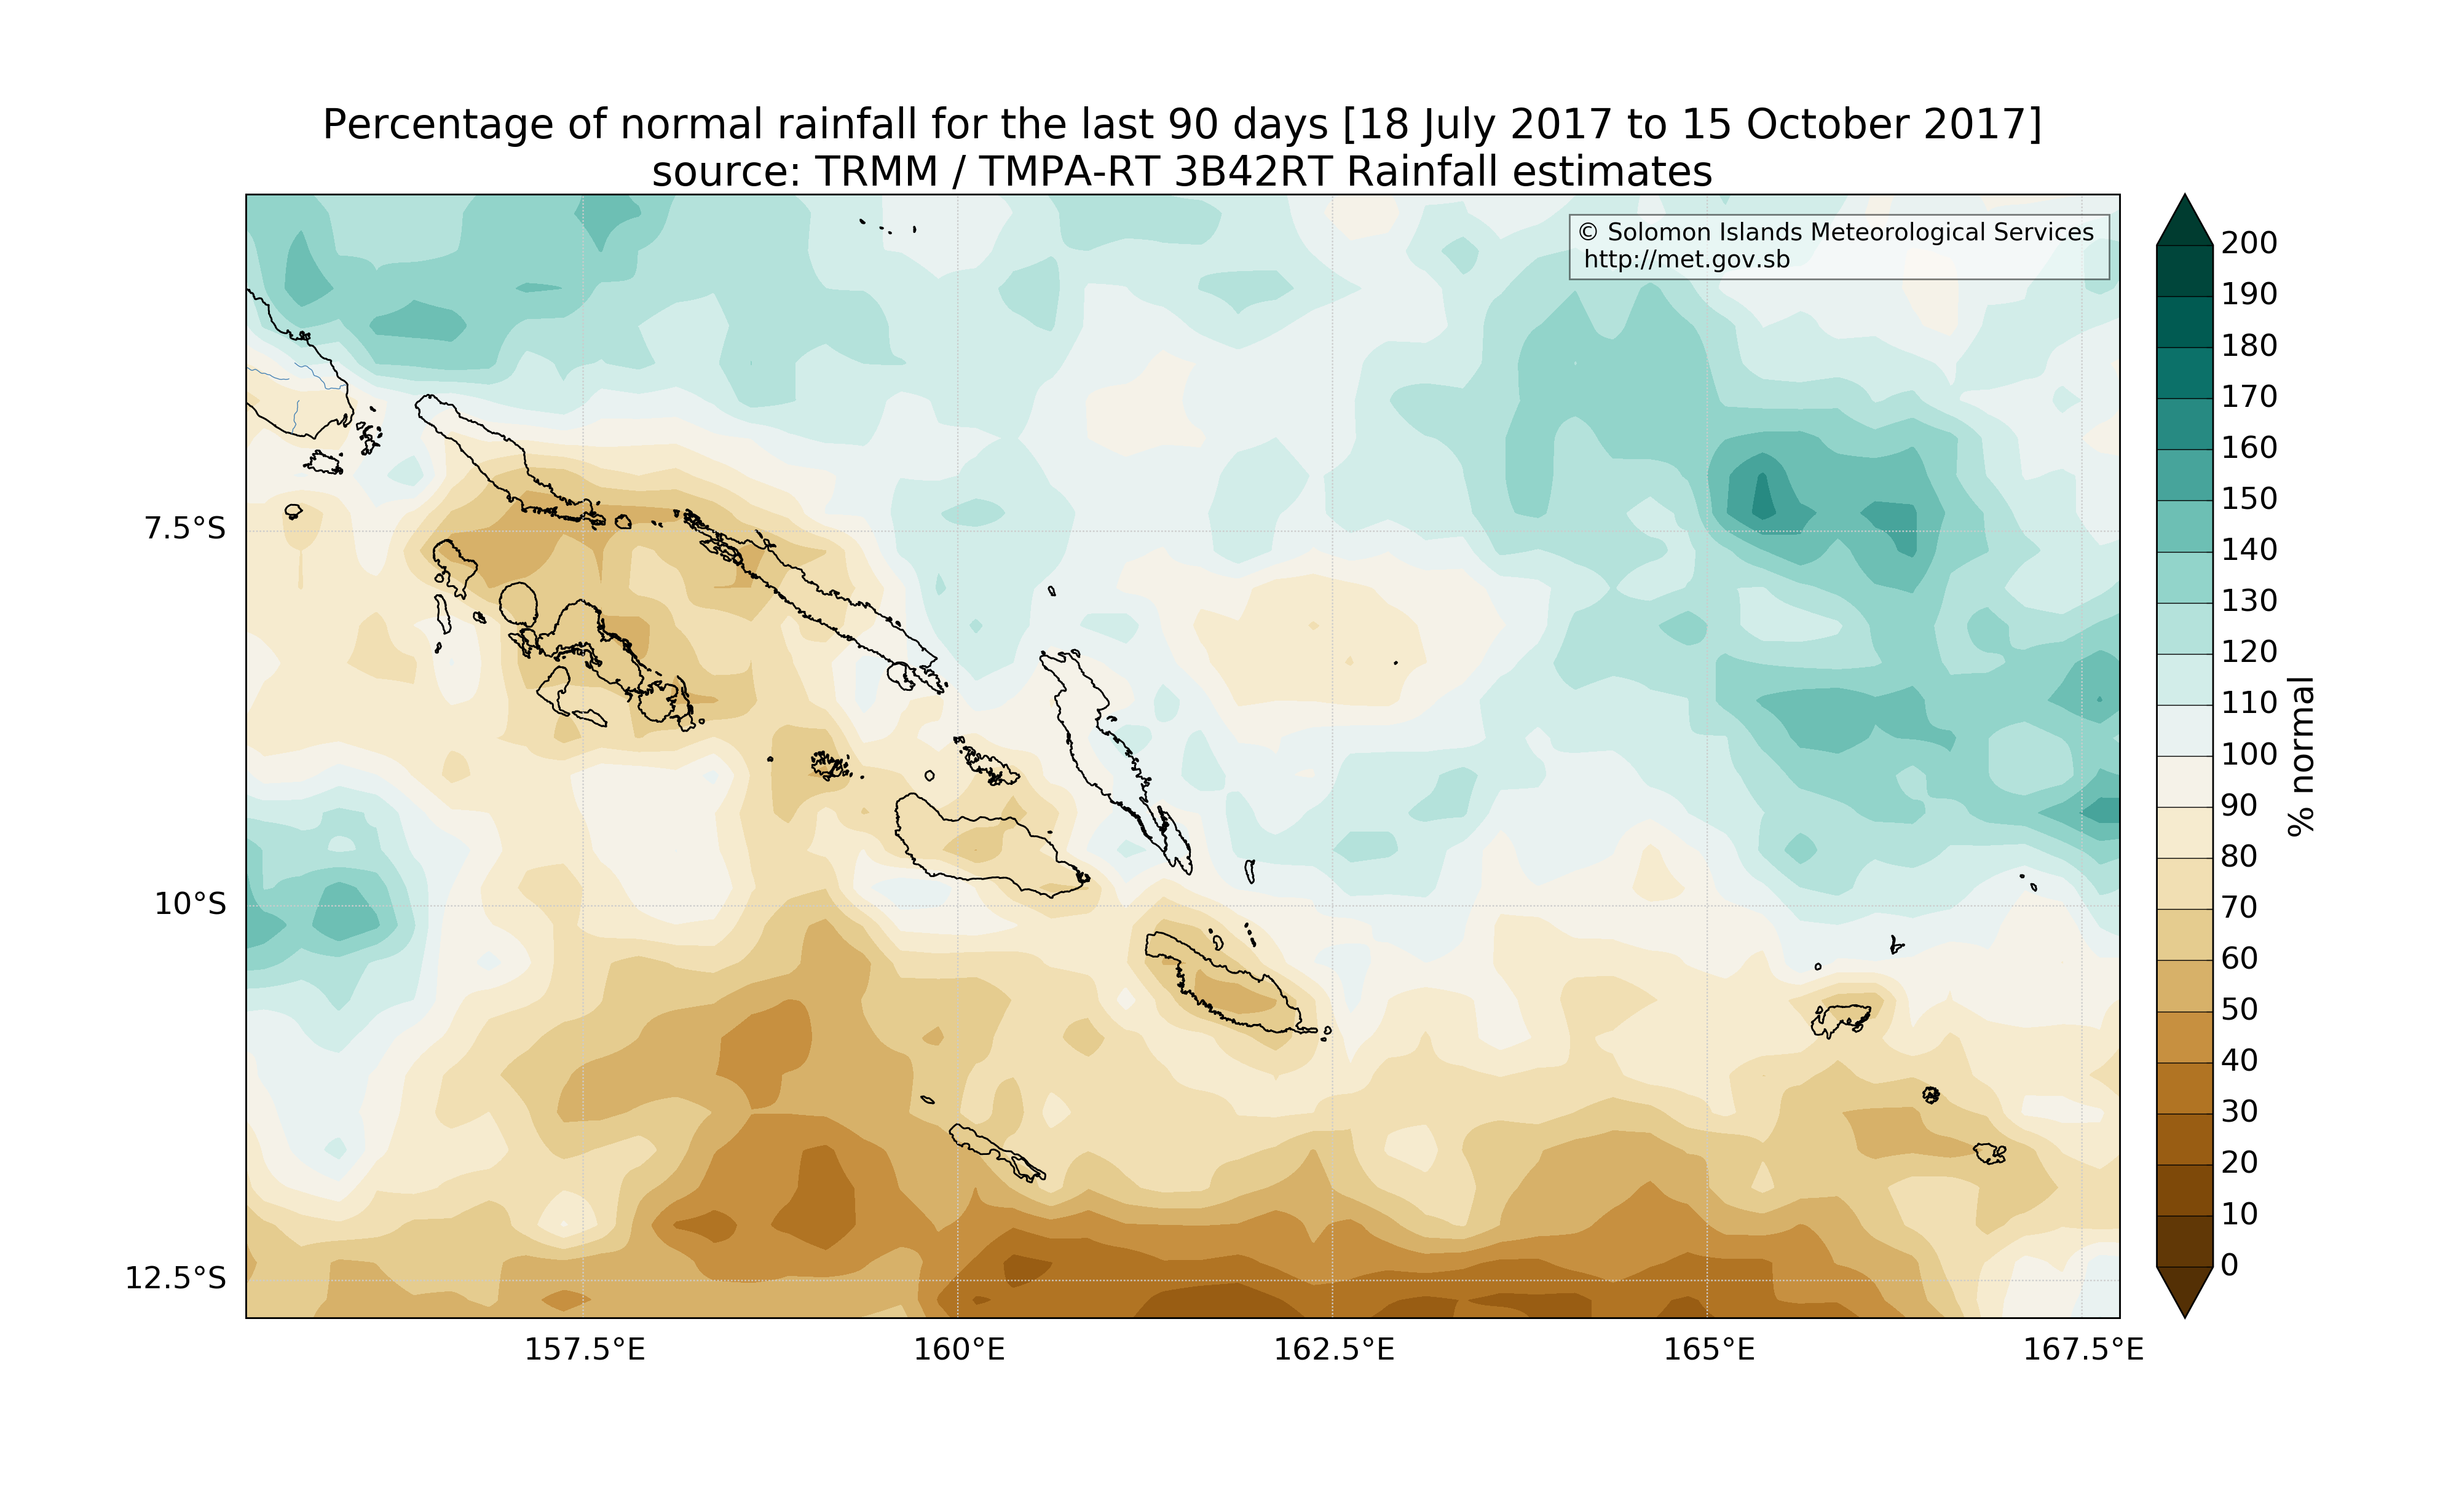 Percentage of normal rainfall for the last 90 days [18 July 2017 to 15 October 2017]
source: TRMM / TMPA-RT 3B42RT Rainfall estimates
© Solomon Islands Meteorological Services
http://met.gov.sb
7.5°S
10°S
12.5°S
157.5°E
160°E
162.5°E
165°E
167.5°E
200
190
180
170
160
150
140
130
120
110
100
90
80
70
60
50
40
30
20
10
0
% normal